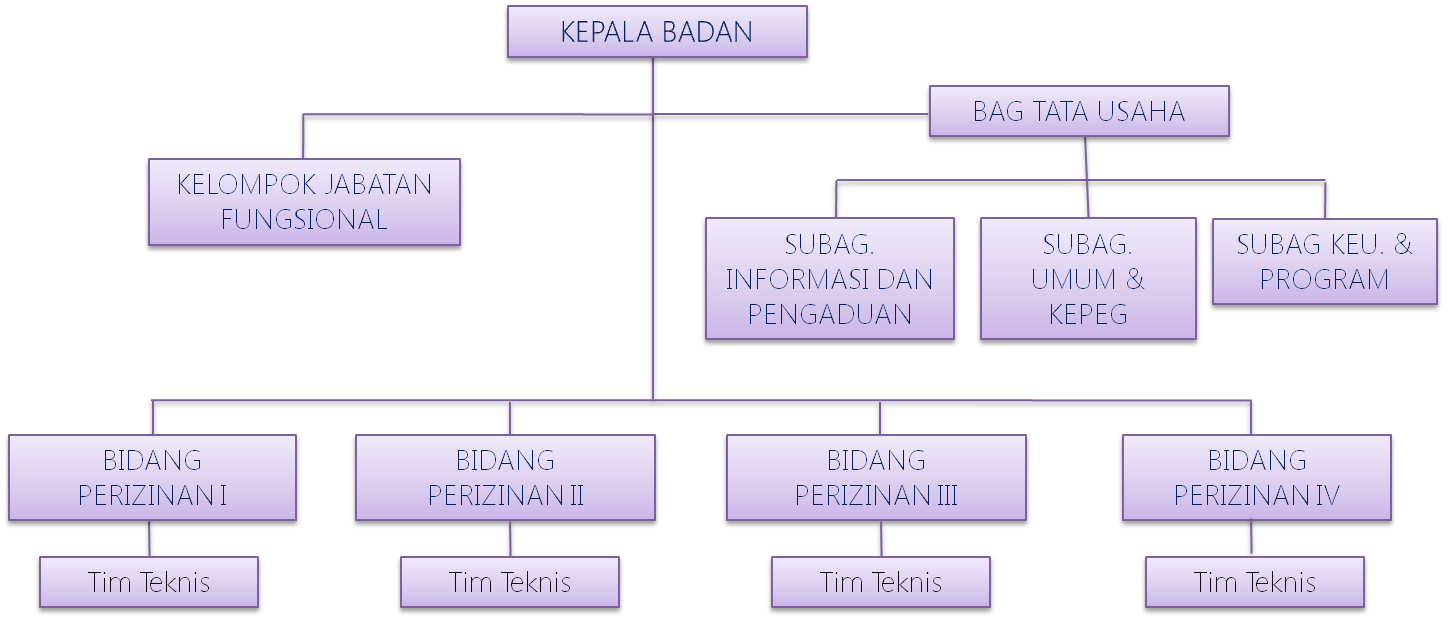 KEPALA BADAN
BAG TATA USAHA
KELOMPOK JABATAN
FUNGSIONAL
SUBAG.
INFORMASI DAN
PENGADUAN
SUBAG.
UMUM &
KEPEG
SUBAG KEU. &
PROGRAM
BIDANG
PERIZINAN I
BIDANG
PERIZINAN II
BIDANG
PERIZINAN III
BIDANG
PERIZINAN IV
Tim Teknis
Tim Teknis
Tim Teknis
Tim Teknis